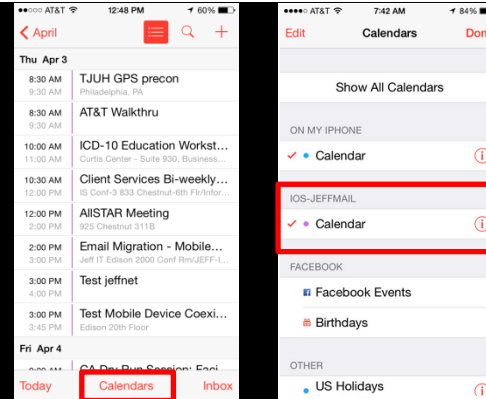 AT&T 12:48 PM 60%
April
Thu Apr 3
8:30 AM TJUH GPS precon
9:30 AM Philadelphia, PA
8:30 AM AT&T Walkthru
9:30 AM
10:00 AM ICD-10 Education Workst...
11:00 AM Curtis Center - Suite 930, Business...
10:30 AM Client Services Bi-weekly...
12:00 PM IS Conf-3 833 Chestnut-6th Flr/Infor...
12:00 PM AllSTAR Meeting
2:00 PM 925 Chestnut 311B
2:00 PM Email Migration - Mobile...
3:00 PM Jeff IT Edison 2000 Conf Rm/JEFF-I...
3:00 PM Test jeffnet
4:00 PM
3:00 PM Test Mobile Device Coexi...
3:45 PM Edison 20th Floor
Fri Apr 4
CA Dry Run Session: Faci
Today Calendars Inbox
AT&T 7:42 AM 84%
Edit Calendars Don
Show All Calendars
ON MY IPHONE
Calendar
IOS-JEFFMAIL
Calendar
FACEBOOK
Facebook Events
Birthdays
OTHER
US Holidays